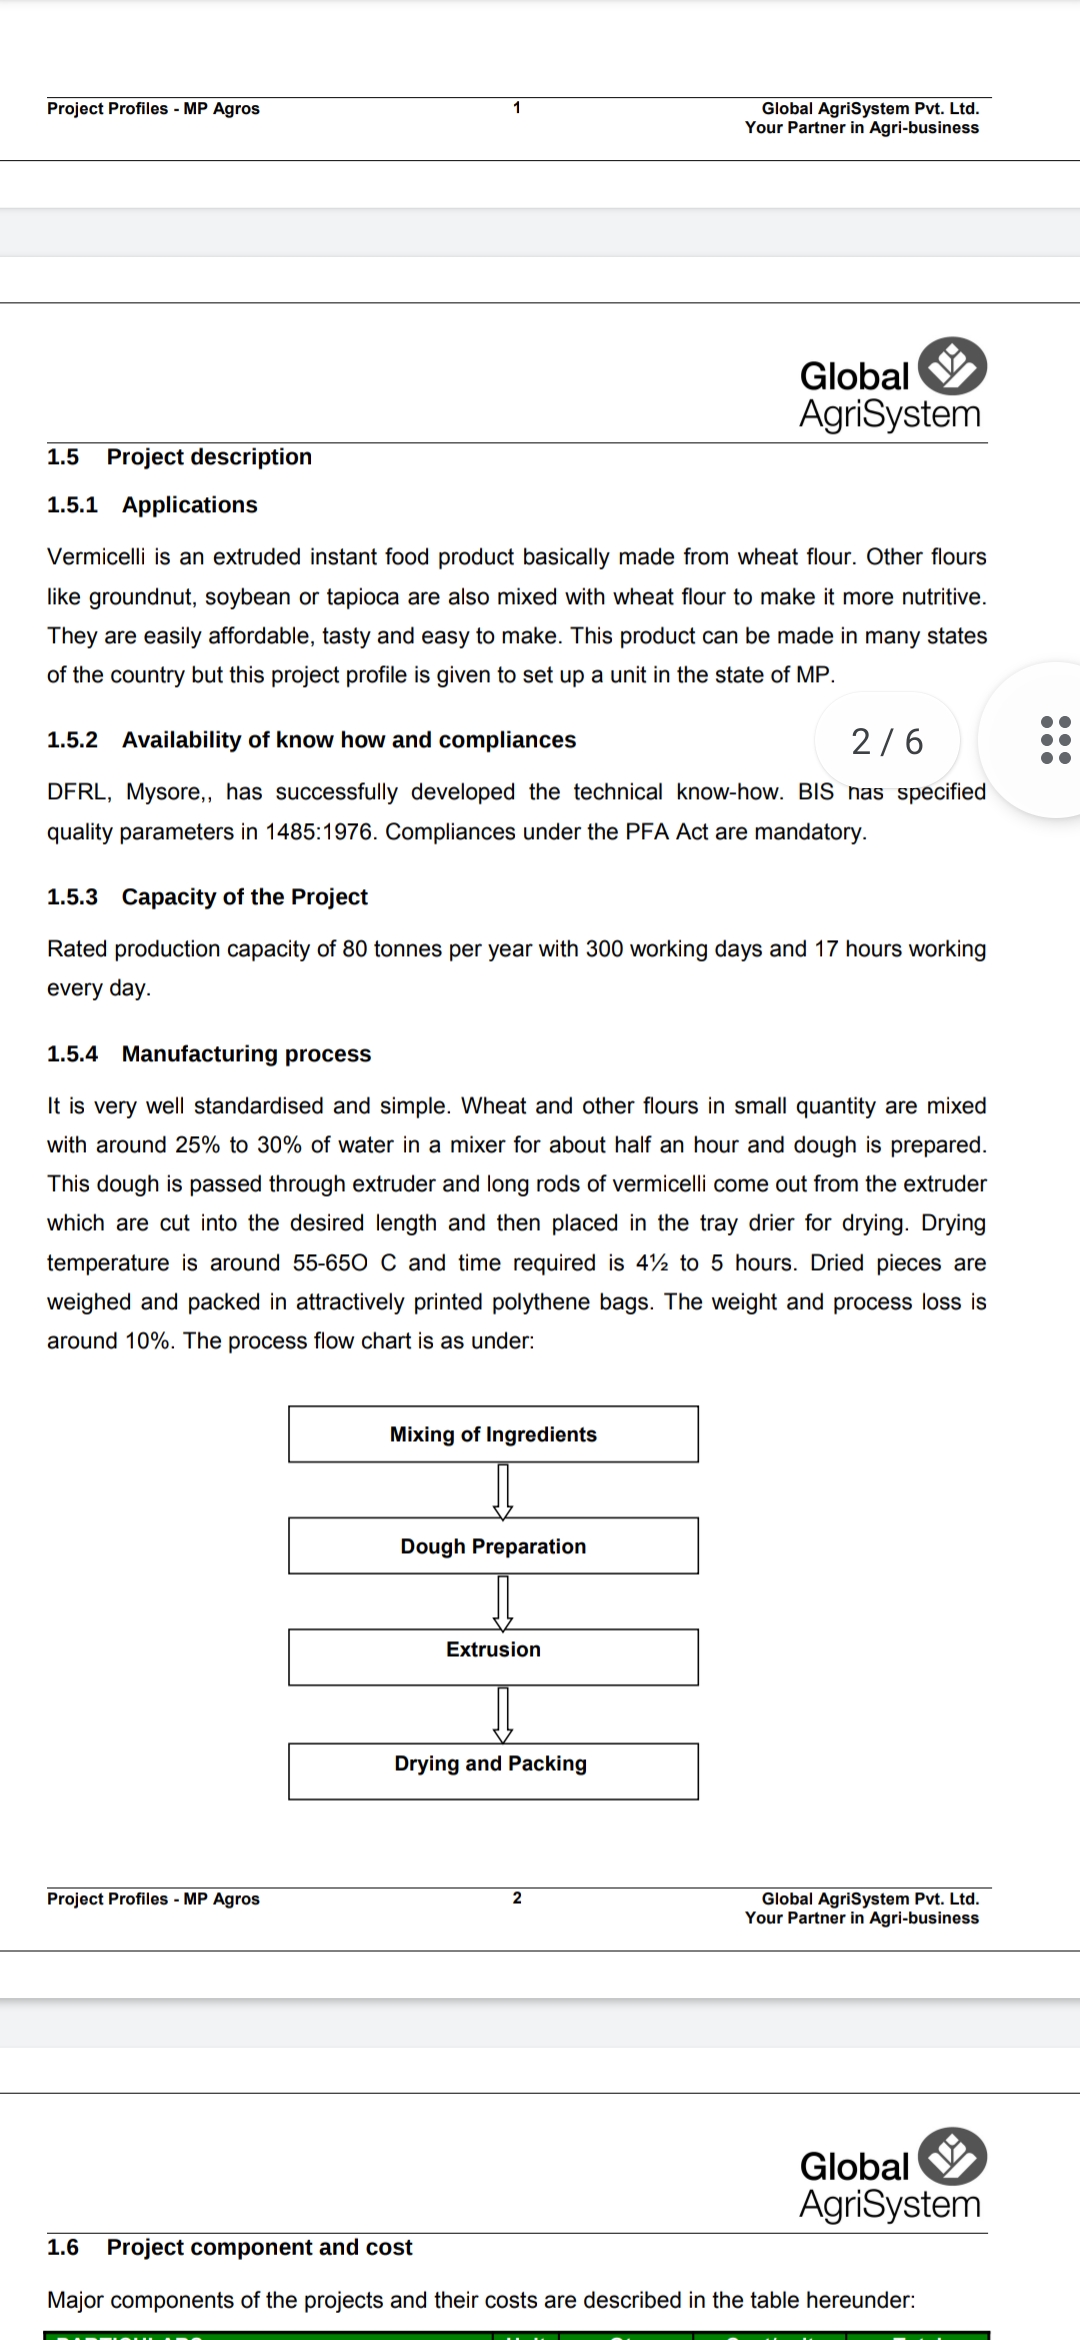 Project Profiles - MP Agros 1 Global AgriSystem Pvt. Ltd.
Your Partner in Agri-business
Global
AgriSystem
1.5 Project description
1.5.1 Applications
Vermicelli is an extruded instant food product basically made from wheat flour. Other flours
like groundnut, soybean or tapioca are also mixed with wheat flour to make it more nutritive.
They are easily affordable, tasty and easy to make. This product can be made in many states
of the country but this project profile is given to set up a unit in the state of MP.
1.5.2 Availability of know how and compliances
2 / 6
DFRL, Mysore,, has successfully developed the technical know-how. BIS has specified
quality parameters in 1485:1976. Compliances under the PFA Act are mandatory.
1.5.3 Capacity of the Project
Rated production capacity of 80 tonnes per year with 300 working days and 17 hours working
every day.
1.5.4 Manufacturing process
It is very well standardised and simple. Wheat and other flours in small quantity are mixed
with around 25% to 30% of water in a mixer for about half an hour and dough is prepared.
This dough is passed through extruder and long rods of vermicelli come out from the extruder
which are cut into the desired length and then placed in the tray drier for drying. Drying
temperature is around 55-65O C and time required is 4½ to 5 hours. Dried pieces are
weighed and packed in attractively printed polythene bags. The weight and process loss is
around 10%. The process flow chart is as under:
Mixing of Ingredients
Dough Preparation
Extrusion
Drying and Packing
Project Profiles - MP Agros 2 Global AgriSystem Pvt. Ltd.
Your Partner in Agri-business
Global
AgriSystem
1.6 Project component and cost
Major components of the projects and their costs are described in the table hereunder: